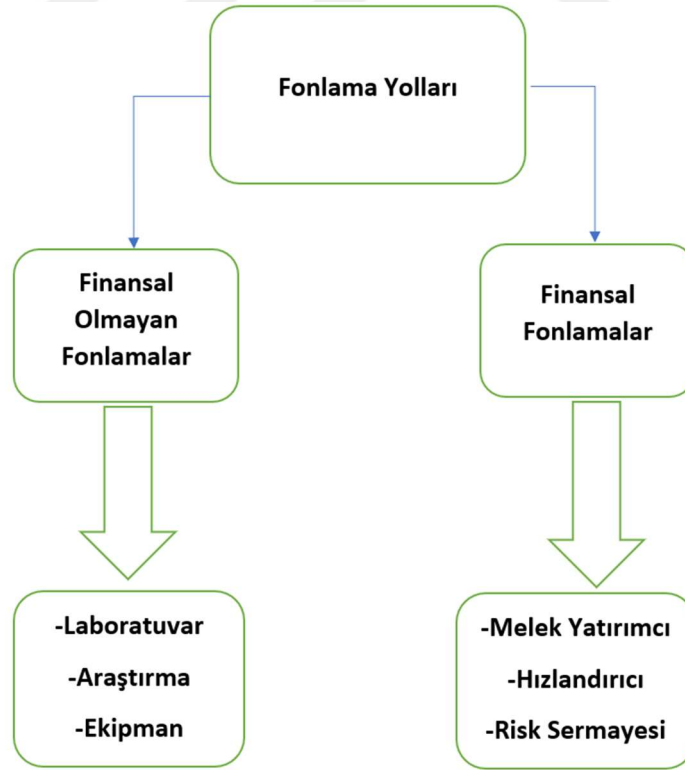 Fonlama Yolları
Finansal
Olmayan
Fonlamalar
Finansal
Fonlamalar
-Laboratuvar
-Araştırma
-Ekipman
-Melek Yatırımcı
-Hızlandırıcı
-Risk Sermayesi